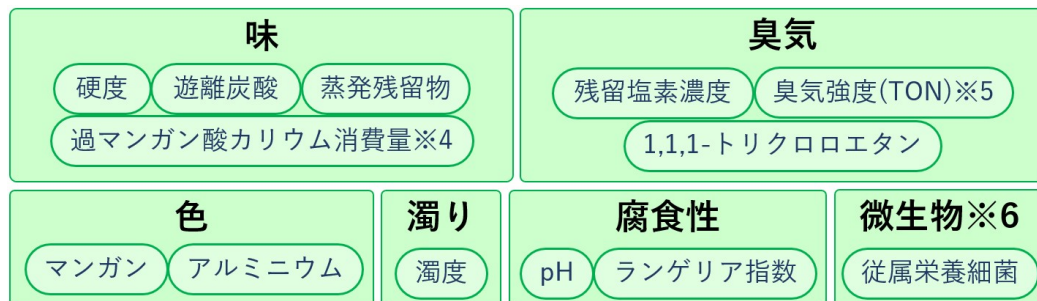 味
硬度 遊離炭酸 蒸発残留物
過マンガン酸カリウム消費量※4
臭気
残留塩素濃度 臭気強度(TON)※5
1,1,1-トリクロロエタン
色
マンガン アルミニウム
濁り
濁度
腐食性
pH ランゲリア指数
微生物※6
従属栄養細菌